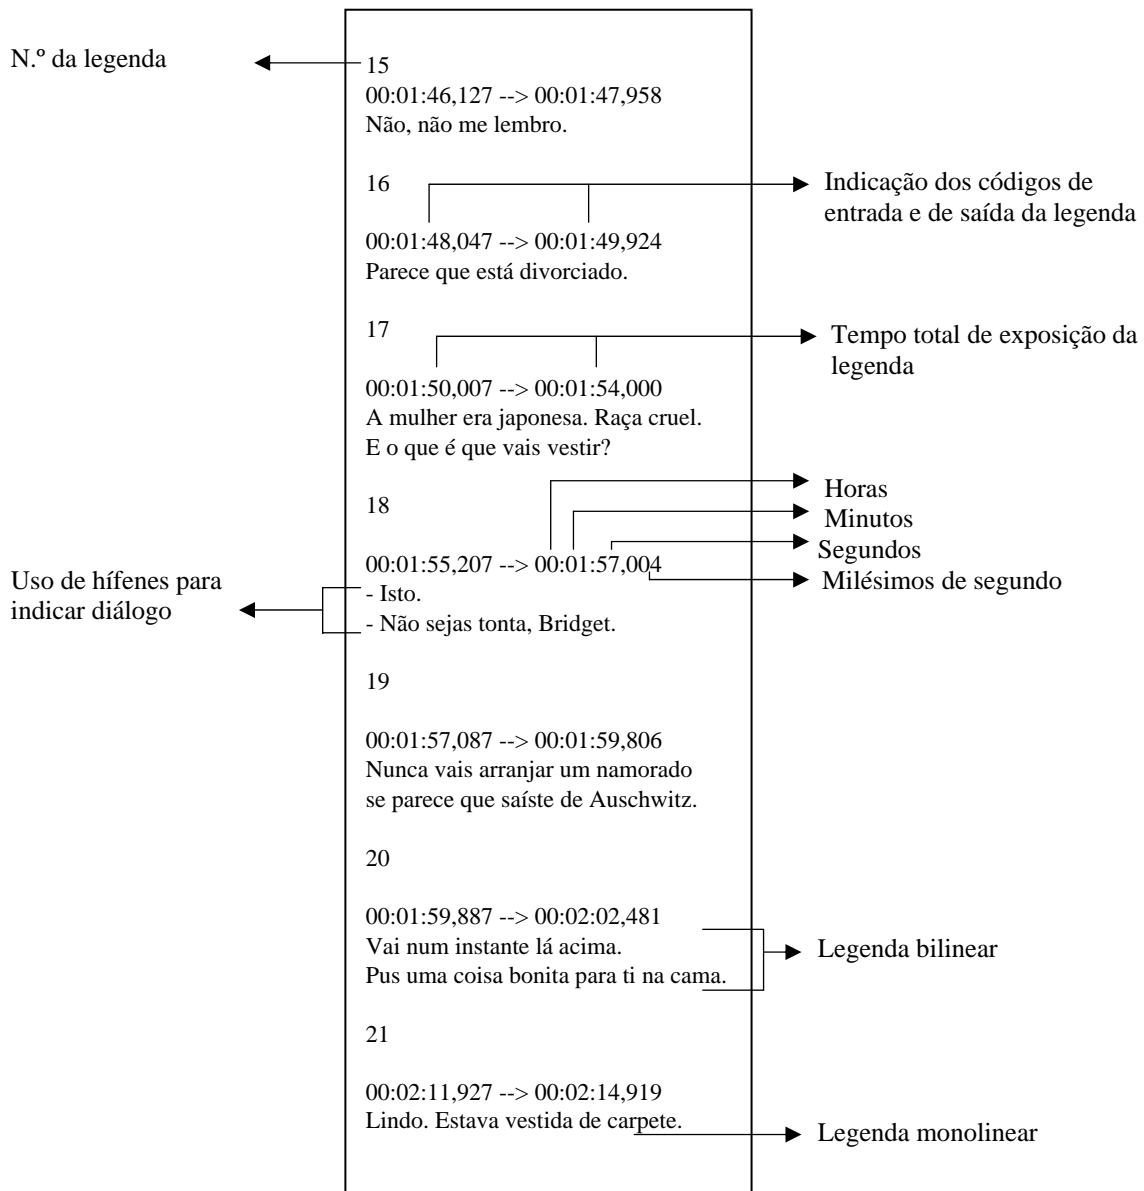 N.º da legenda
15
00:01:46,127 --> 00:01:47,958
Não, não me lembro.
16
Indicação dos códigos de
entrada e de saída da legenda
00:01:48,047 --> 00:01:49,924
Parece que está divorciado.
17
Tempo total de exposição da
legenda
00:01:50,007 --> 00:01:54,000
A mulher era japonesa. Raça cruel.
E o que é que vais vestir?
18
Horas
Minutos
Segundos
Milésimos de segundo
00:01:55,207 --> 00:01:57,004
Uso de hífenes para
indicar diálogo
- Isto.
- Não sejas tonta, Bridget.
19
00:01:57,087 --> 00:01:59,806
Nunca vais arranjar um namorado
se parece que saíste de Auschwitz.
20
00:01:59,887 --> 00:02:02,481
Vai num instante lá acima.
Pus uma coisa bonita para ti na cama.
Legenda bilinear
21
00:02:11,927 --> 00:02:14,919
Lindo. Estava vestida de carpete.
Legenda monolinear